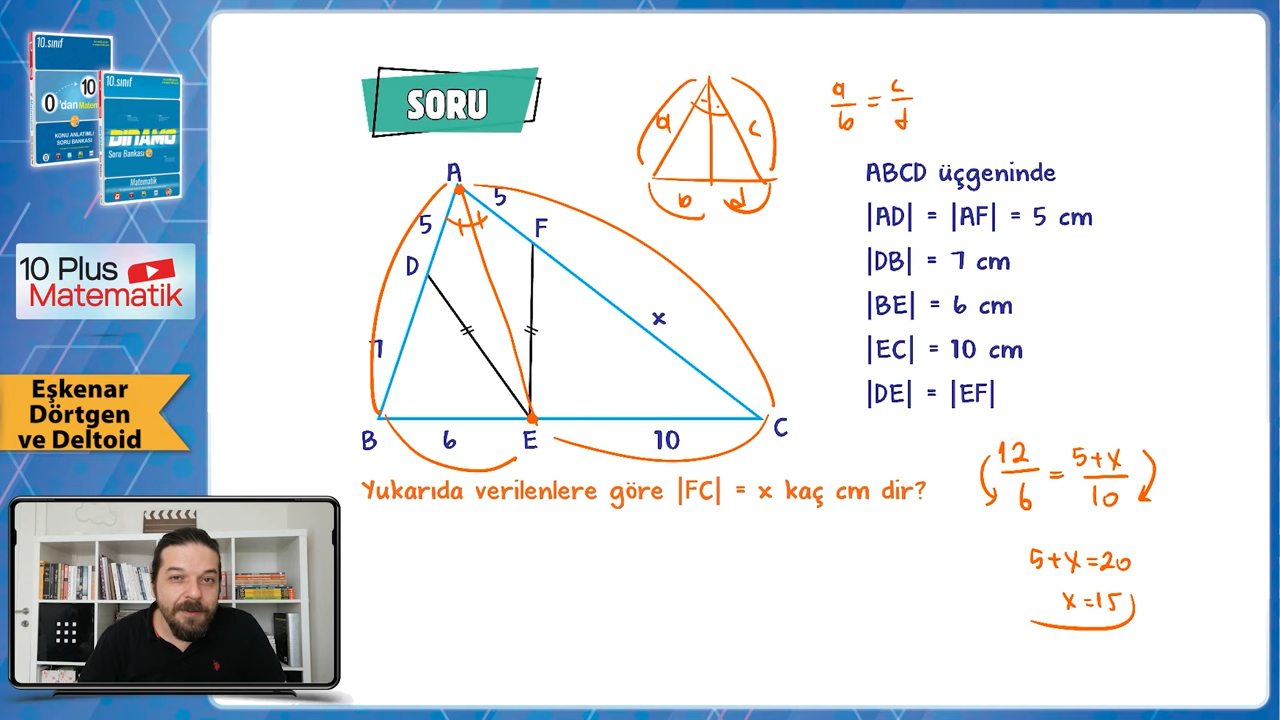 10.sınıf
0'dan 10
Matematik
KONU ANLATIMLI
SORU BANKASI
10.sınıf
DİNAMO
Soru Bankası
Matematik
10 Plus
Matematik
Eşkenar
Dörtgen
ve Deltoid
SORU
a
c
b
d
a/b = c/d
A
5
5
D
F
7
x
B
6
E
10
C
ABCD üçgeninde
|AD| = |AF| = 5 cm
|DB| = 7 cm
|BE| = 6 cm
|EC| = 10 cm
|DE| = |EF|
Yukarıda verilenlere göre |FC| = x kaç cm dir?
12/6 = 5+x/10
5+x=20
x=15